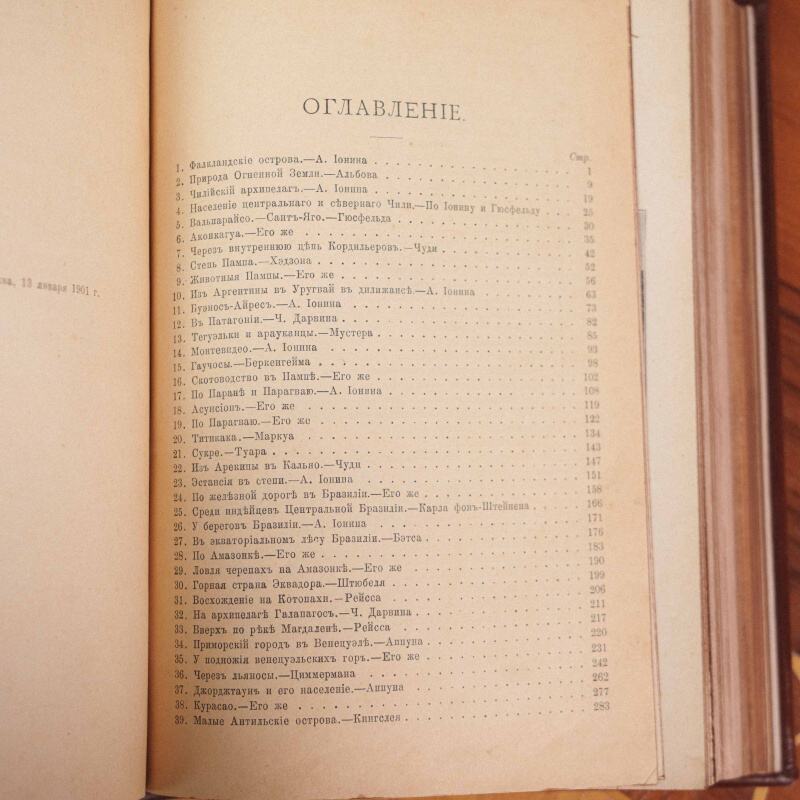 ва, 13 января 1901 г.
ОГЛАВЛЕНІЕ.
Стр.
1. Фалкландскіе острова.—А. Іонина . . . 1
2. Природа Огненной Земли.—Альбова . . . 9
3. Чилійскій архипелагъ.—А. Іонина . . . 19
4. Населеніе центральнаго и сѣвернаго Чили.—По Іонину и Гюсфельду . . . 25
5. Вальпарайсо.—Сантъ-Яго.—Гюсфельда . . . 30
6. Аконкагуа.—Его же . . . 35
7. Черезъ внутреннюю цѣпь Кордильеровъ.—Чуди . . . 42
8. Степь Пампа.—Хэдзона . . . 52
9. Животныя Пампы.—Его же . . . 56
10. Изъ Аргентины въ Уругвай въ дилижансѣ.—А. Іонина . . . 63
11. Буэносъ-Айресъ.—А. Іонина . . . 73
12. Въ Патагоніи.—Ч. Дарвина . . . 82
13. Тегуэльки и арауканцы.—Мустера . . . 85
14. Монтевидео.—А. Іонина . . . 93
15. Гаучосы.—Беркенгейма . . . 98
16. Скотоводство въ Пампѣ.—Его же . . . 102
17. По Паранѣ и Парагваю.—А. Іонина . . . 108
18. Асунсіонъ.—Его же . . . 119
19. По Парагваю.—Его же . . . 122
20. Титикака.—Маркуа . . . 134
21. Сукре.—Туара . . . 143
22. Изъ Арекипы въ Кально.—Чуди . . . 147
23. Эстансія въ степи.—А. Іонина . . . 151
24. По желѣзной дорогѣ въ Бразиліи.—Его же . . . 158
25. Среди индѣйцевъ Центральной Бразиліи.—Карла фонъ-Штейнена . . . 166
26. У береговъ Бразиліи.—А. Іонина . . . 171
27. Въ экваторіальномъ лѣсу Бразиліи.—Бэтса . . . 176
28. По Амазонкѣ.—Его же . . . 183
29. Ловля черепахъ на Амазонкѣ.—Его же . . . 190
30. Горная страна Эквадора.—Штюбеля . . . 199
31. Восхожденіе на Котопахи.—Рейсса . . . 206
32. На архипелагѣ Галапагосъ.—Ч. Дарвина . . . 211
33. Вверхъ по рѣкѣ Магдаленѣ.—Рейсса . . . 217
34. Приморскій городъ въ Венецуэлѣ.—Аппуна . . . 220
35. У подножія венецуэльскихъ горъ.—Его же . . . 231
36. Черезъ льяносы.—Циммермана . . . 242
37. Джорджтаунъ и его населеніе.—Аппуна . . . 262
38. Курасао.—Его же . . . 277
39. Малые Антильскіе острова.—Кингслея . . . 283